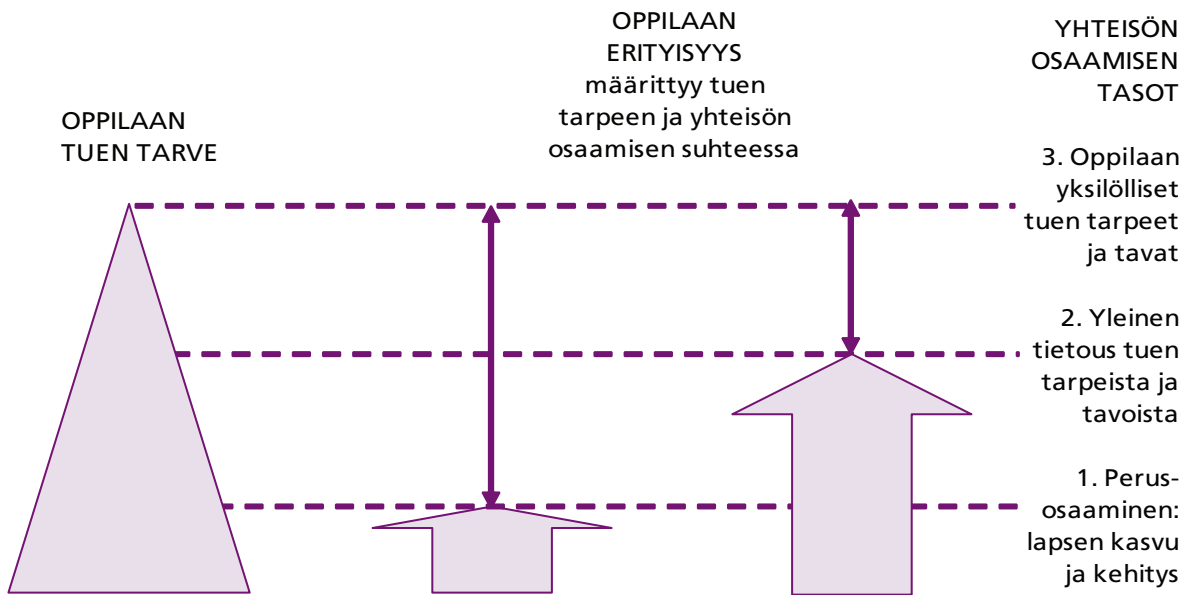 OPPILAAN
TUEN TARVE
OPPILAAN
ERITYISYYS
määrittyy tuen
tarpeen ja yhteisön
osaamisen suhteessa
YHTEISÖN
OSAAMISEN
TASOT
3. Oppilaan
yksilölliset
tuen tarpeet
ja tavat
2. Yleinen
tietous tuen
tarpeista ja
tavoista
1. Perus-
osaaminen:
lapsen kasvu
ja kehitys